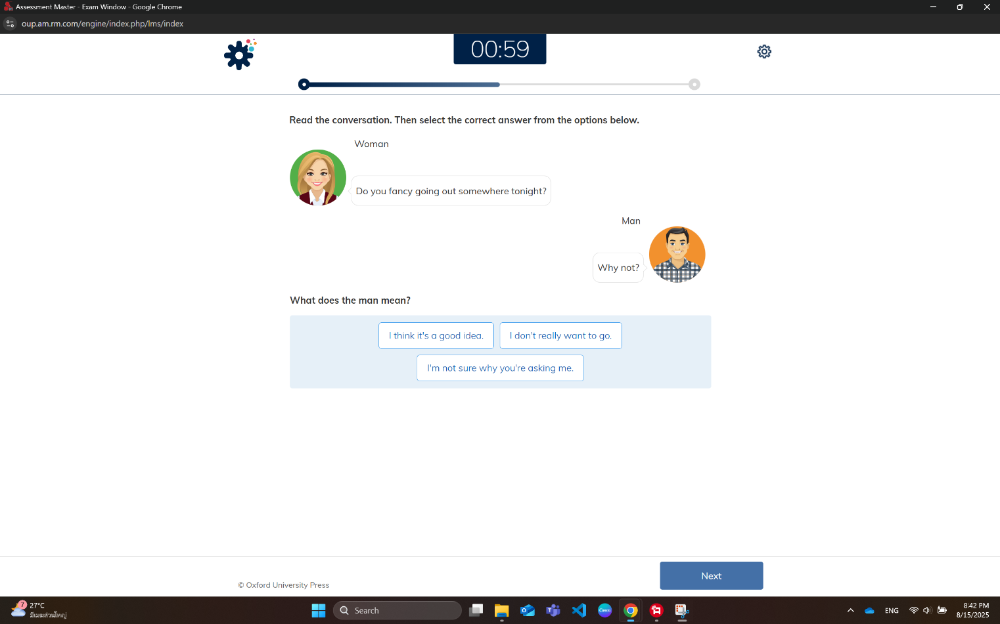 Assessment Master - Exam Window - Google Chrome
oup.am.rm.com/engine/index.php/lms/index
00:59
Read the conversation. Then select the correct answer from the options below.
Woman
Do you fancy going out somewhere tonight?
Man
Why not?
What does the man mean?
I think it's a good idea.
I don't really want to go.
I'm not sure why you're asking me.
Next
© Oxford University Press
7
27°C
มีเมฆส่วนใหญ่
Search
Canva
ENG
8:42 PM
8/15/2025